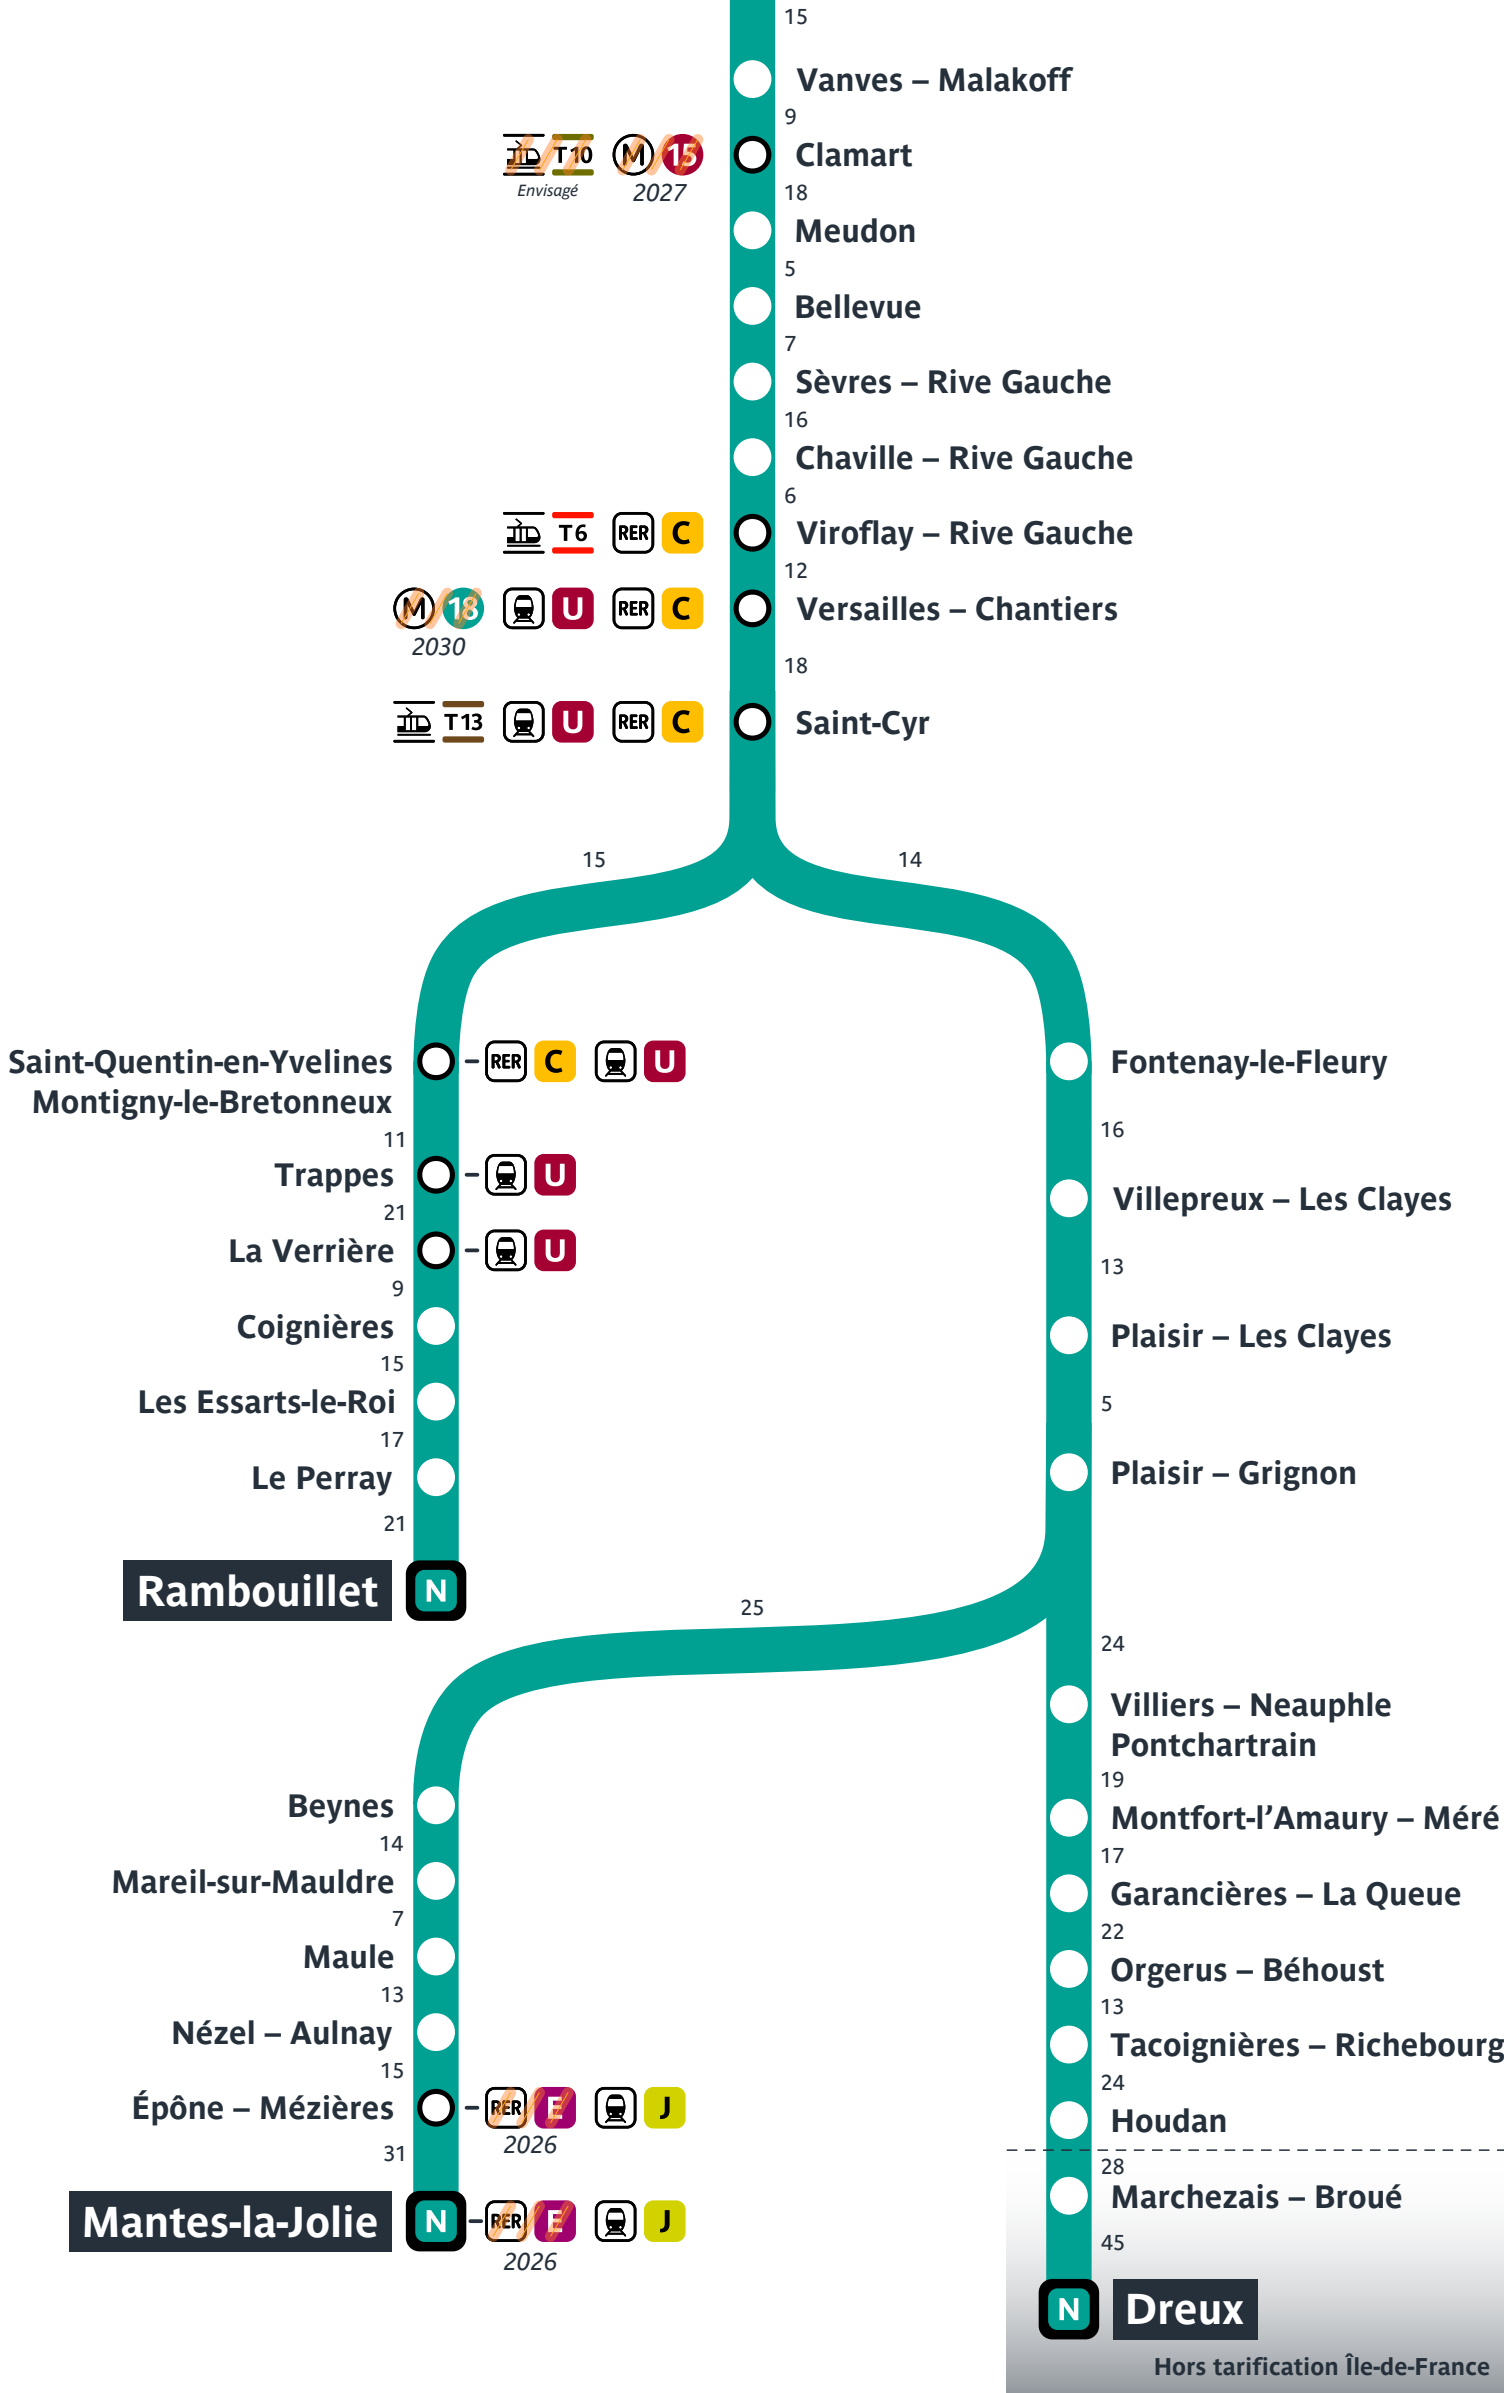 15
Vanves – Malakoff
9
T10 M 15 Clamart
Envisagé 2027
18
Meudon
5
Bellevue
7
Sèvres – Rive Gauche
16
Chaville – Rive Gauche
6
T6 RER C Viroflay – Rive Gauche
12
M 18 U RER C Versailles – Chantiers
2030
18
T13 U RER C Saint-Cyr
15
14
Saint-Quentin-en-Yvelines RER C U
Montigny-le-Bretonneux
11
Trappes U
21
La Verrière U
9
Coignières
15
Les Essarts-le-Roi
17
Le Perray
21
Rambouillet N
Fontenay-le-Fleury
16
Villepreux – Les Clayes
13
Plaisir – Les Clayes
5
Plaisir – Grignon
25
Beynes
14
Mareil-sur-Mauldre
7
Maule
13
Nézel – Aulnay
15
Épône – Mézières RER E J
2026
31
Mantes-la-Jolie N RER E J
2026
24
Villiers – Neauphle
Pontchartrain
19
Montfort-l’Amaury – Méré
17
Garancières – La Queue
22
Orgerus – Béhoust
13
Tacoignières – Richebourg
24
Houdan
28
Marchezais – Broué
45
N Dreux
Hors tarification Île-de-France